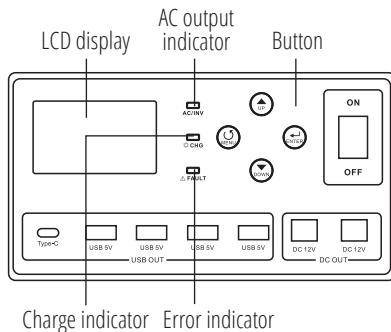 AC output
indicator
LCD display
Button
AC/INV
UP
ON
CHG
MENU
ENTER
FAULT
DOWN
OFF
Type-C
USB 5V
USB 5V
USB 5V
USB 5V
DC 12V
DC 12V
USB OUT
DC OUT
Charge indicator
Error indicator